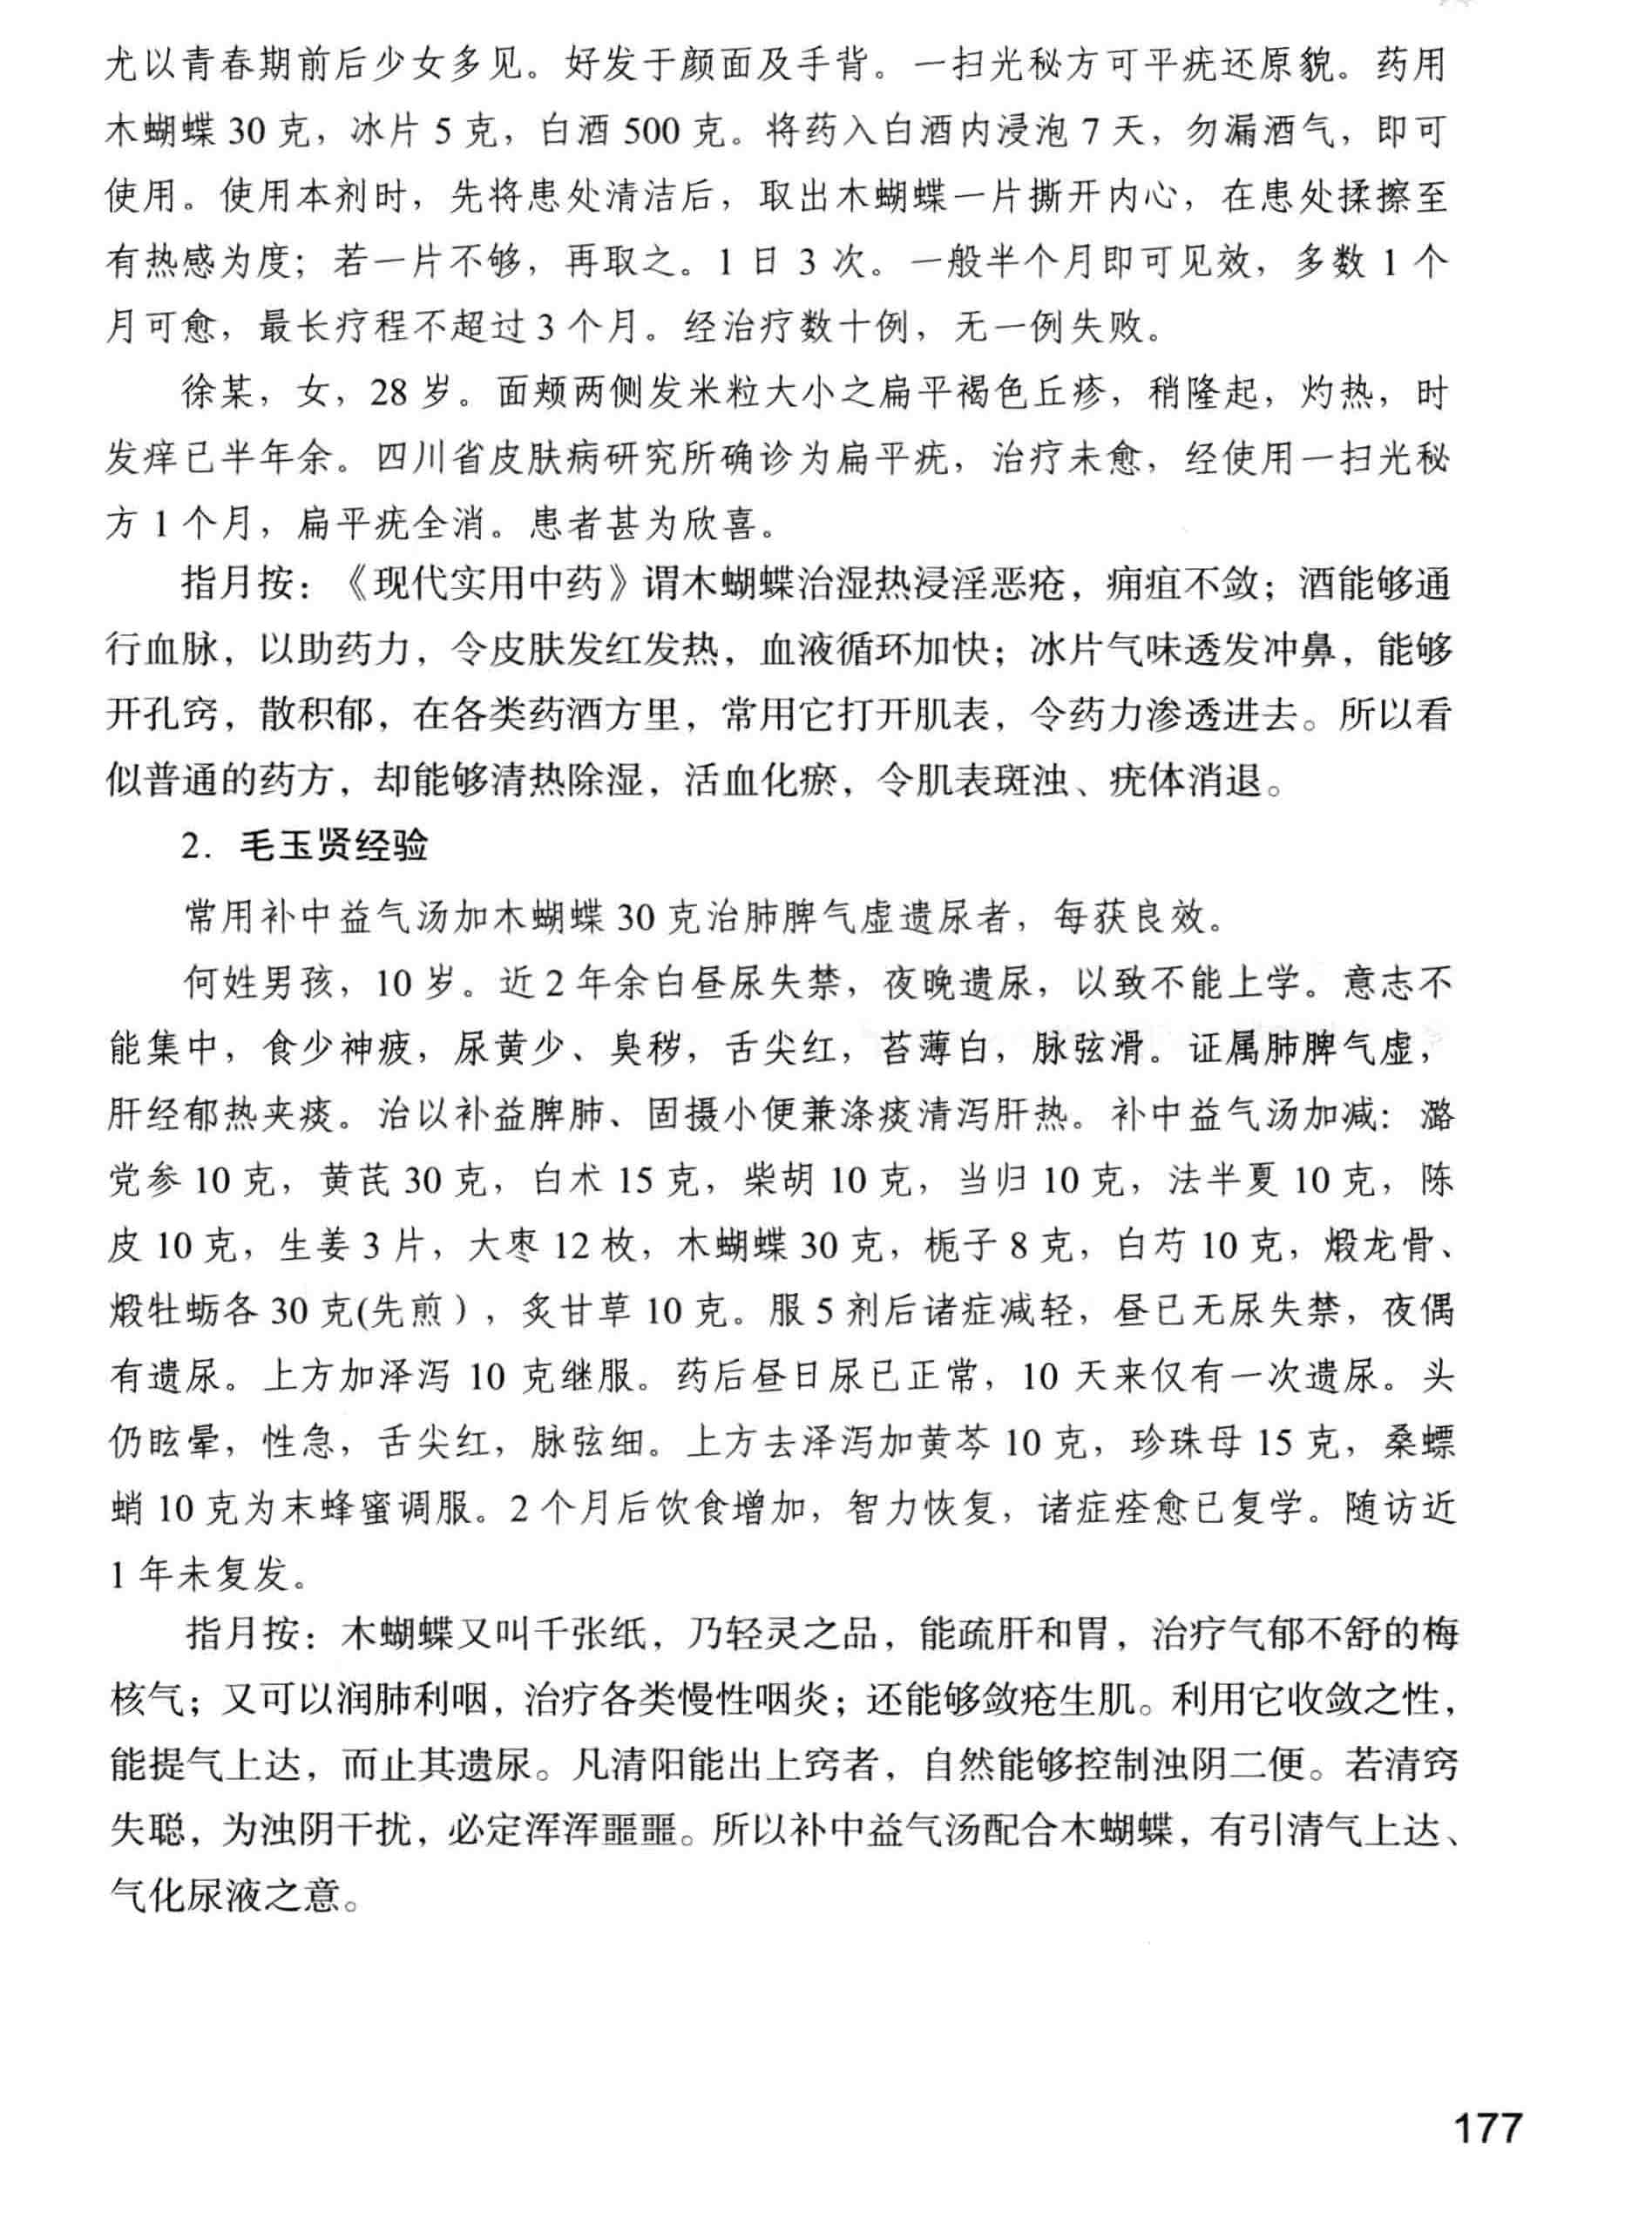 尤以青春期前后少女多见。好发于颜面及手背。一扫光秘方可平疣还原貌。药用
木蝴蝶 30 克，冰片 5 克，白酒 500 克。将药入白酒内浸泡 7 天，勿漏酒气，即可
使用。使用本剂时，先将患处清洁后，取出木蝴蝶一片撕开内心，在患处揉擦至
有热感为度；若一片不够，再取之。1 日 3 次。一般半个月即可见效，多数 1 个
月可愈，最长疗程不超过 3 个月。经治疗数十例，无一例失败。
徐某，女，28 岁。面颊两侧发米粒大小之扁平褐色丘疹，稍隆起，灼热，时
发痒已半年余。四川省皮肤病研究所确诊为扁平疣，治疗未愈，经使用一扫光秘
方 1 个月，扁平疣全消。患者甚为欣喜。
指月按：《现代实用中药》谓木蝴蝶治湿热浸淫恶疮，痈疽不敛；酒能够通
行血脉，以助药力，令皮肤发红发热，血液循环加快；冰片气味透发冲鼻，能够
开孔窍，散积郁，在各类药酒方里，常用它打开肌表，令药力渗透进去。所以看
似普通的药方，却能够清热除湿，活血化瘀，令肌表斑浊、疣体消退。
2．毛玉贤经验
常用补中益气汤加木蝴蝶 30 克治肺脾气虚遗尿者，每获良效。
何姓男孩，10 岁。近 2 年余白昼尿失禁，夜晚遗尿，以致不能上学。意志不
能集中，食少神疲，尿黄少、臭秽，舌尖红，苔薄白，脉弦滑。证属肺脾气虚，
肝经郁热夹痰。治以补益脾肺、固摄小便兼涤痰清泻肝热。补中益气汤加减：潞
党参 10 克，黄芪 30 克，白术 15 克，柴胡 10 克，当归 10 克，法半夏 10 克，陈
皮 10 克，生姜 3 片，大枣 12 枚，木蝴蝶 30 克，栀子 8 克，白芍 10 克，煅龙骨、
煅牡蛎各 30 克(先煎），炙甘草 10 克。服 5 剂后诸症减轻，昼已无尿失禁，夜偶
有遗尿。上方加泽泻 10 克继服。药后昼日尿已正常，10 天来仅有一次遗尿。头
仍眩晕，性急，舌尖红，脉弦细。上方去泽泻加黄芩 10 克，珍珠母 15 克，桑螵
蛸 10 克为末蜂蜜调服。2 个月后饮食增加，智力恢复，诸症痊愈已复学。随访近
1 年未复发。
指月按：木蝴蝶又叫千张纸，乃轻灵之品，能疏肝和胃，治疗气郁不舒的梅
核气；又可以润肺利咽，治疗各类慢性咽炎；还能够敛疮生肌。利用它收敛之性，
能提气上达，而止其遗尿。凡清阳能出上窍者，自然能够控制浊阴二便。若清窍
失聪，为浊阴干扰，必定浑浑噩噩。所以补中益气汤配合木蝴蝶，有引清气上达、
气化尿液之意。
177